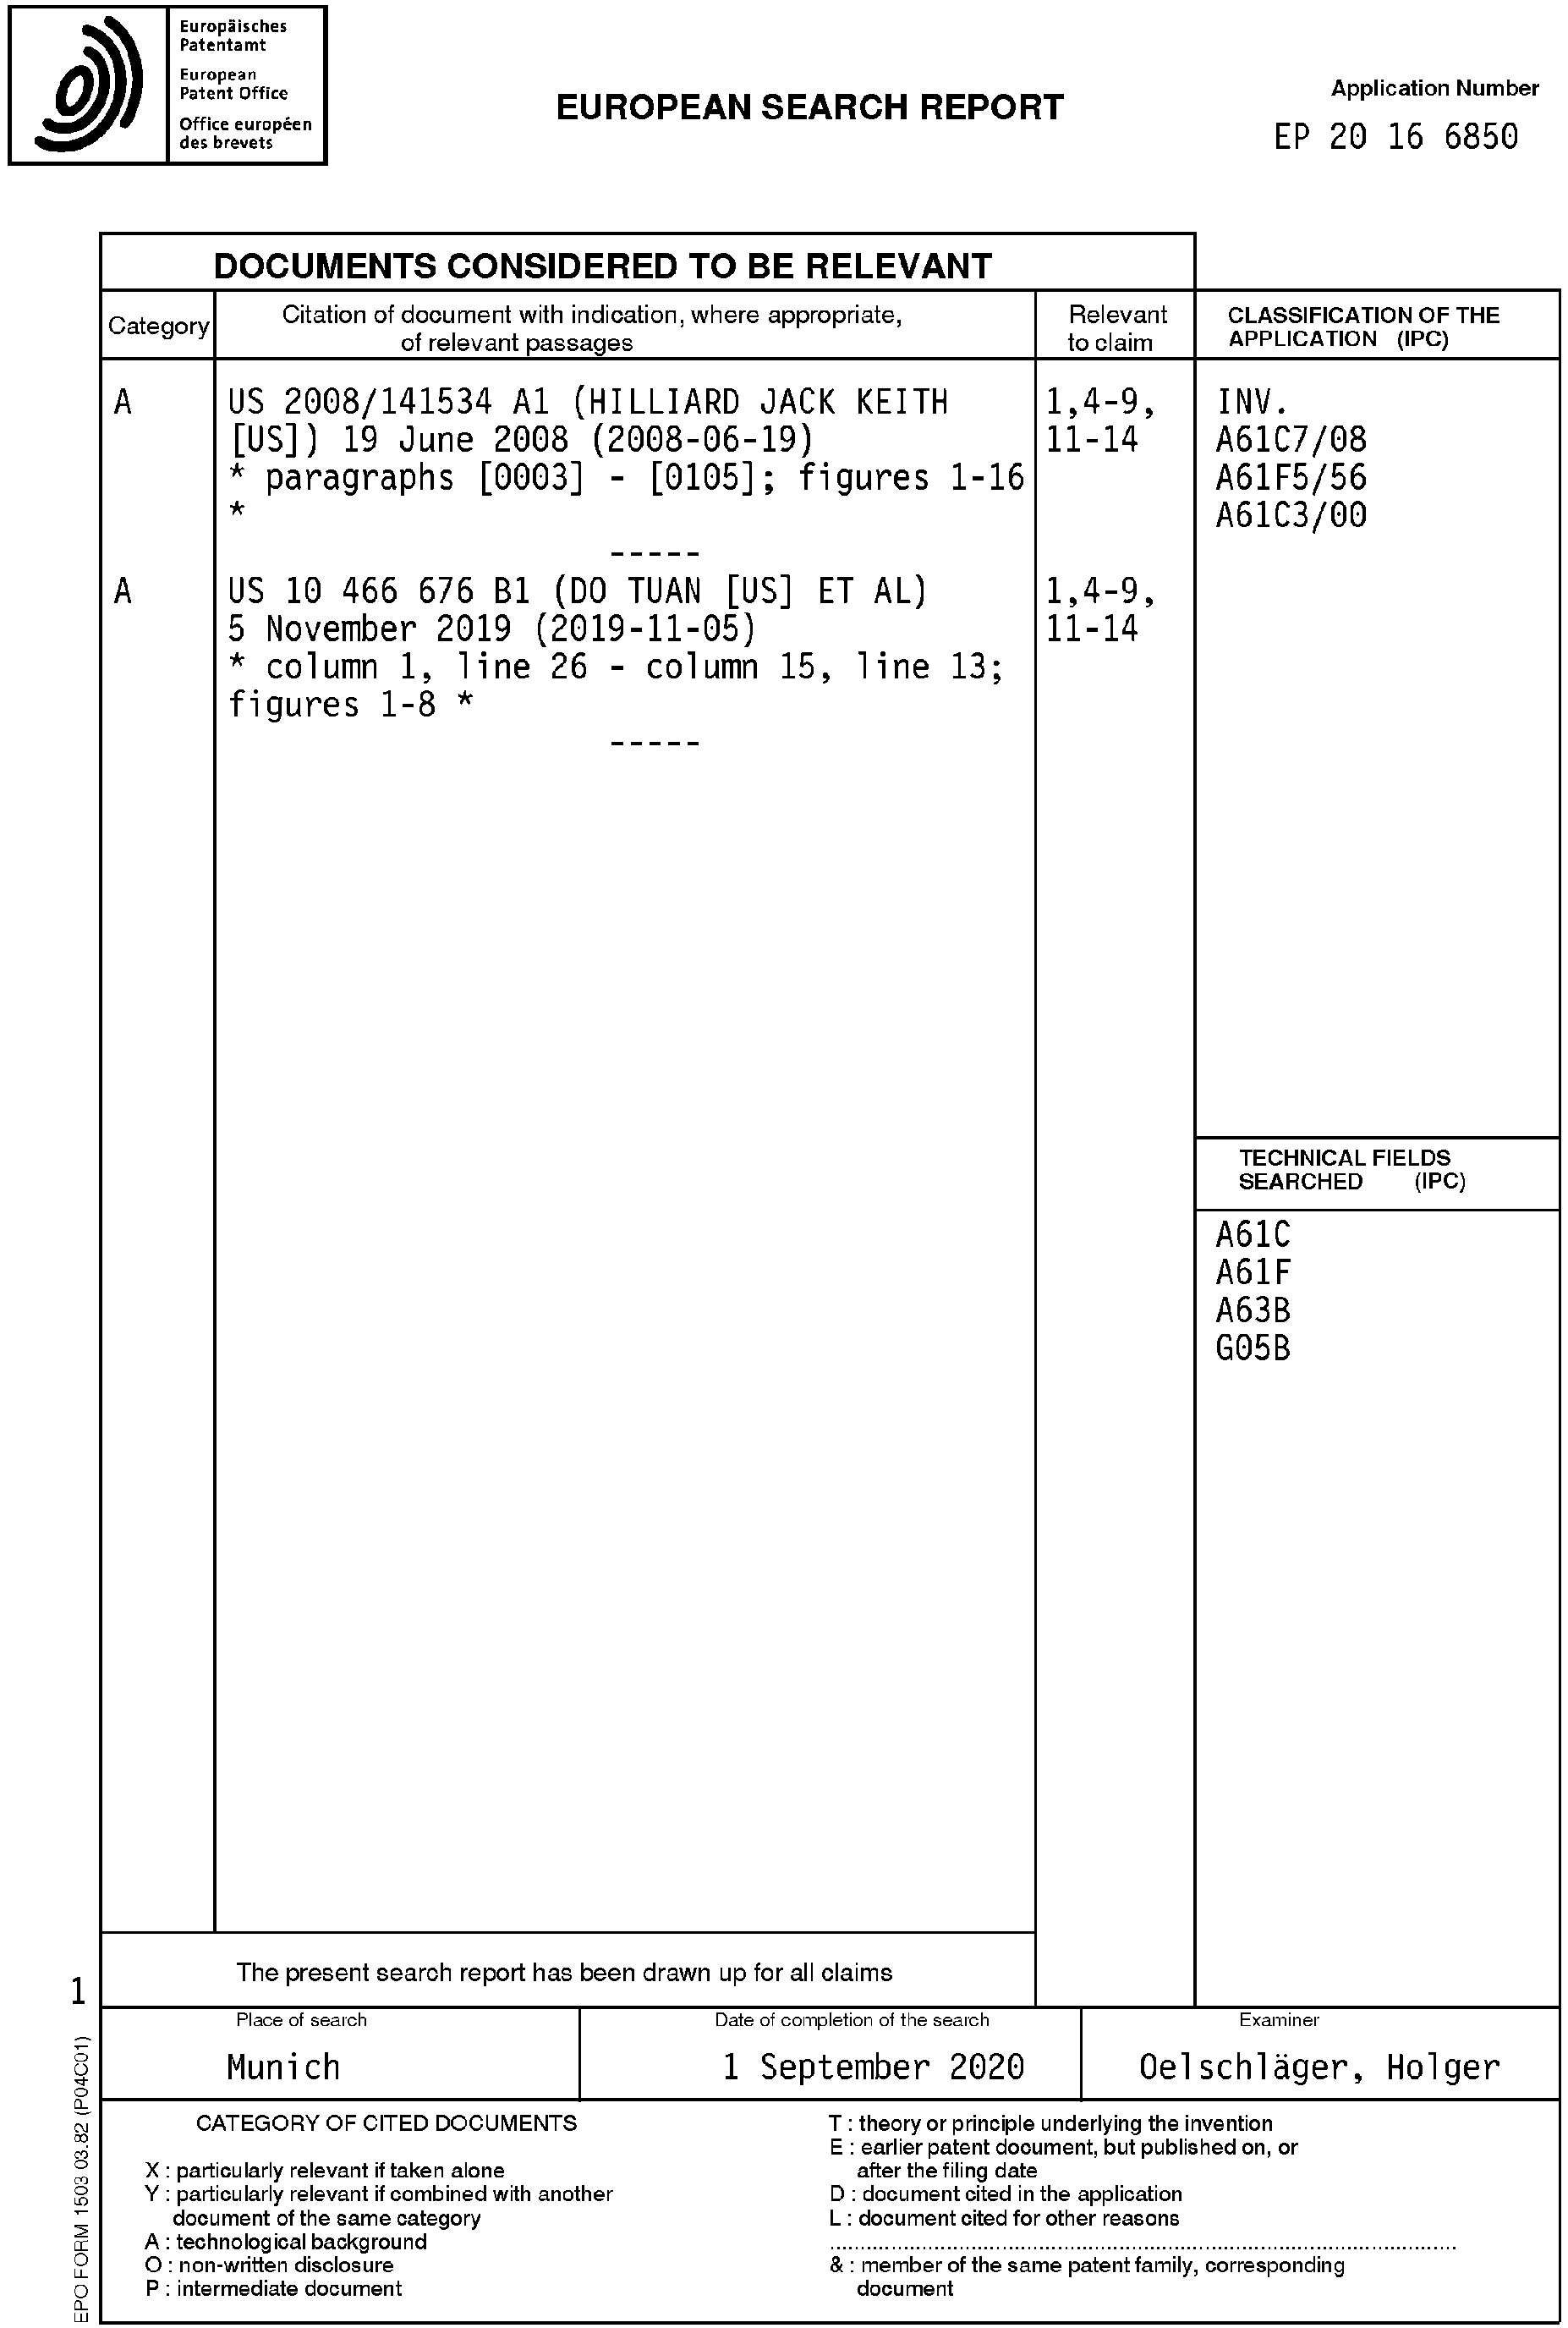 Europäisches
Patentamt
European
Patent Office
Office européen
des brevets
EUROPEAN SEARCH REPORT
Application Number
EP 20 16 6850
DOCUMENTS CONSIDERED TO BE RELEVANT
Category
Citation of document with indication, where appropriate,
of relevant passages
Relevant
to claim
CLASSIFICATION OF THE
APPLICATION (IPC)
A
US 2008/141534 A1 (HILLIARD JACK KEITH
[US]) 19 June 2008 (2008-06-19)
* paragraphs [0003] - [0105]; figures 1-16
*
-----
1,4-9,
11-14
INV.
A61C7/08
A61F5/56
A61C3/00
A
US 10 466 676 B1 (DO TUAN [US] ET AL)
5 November 2019 (2019-11-05)
* column 1, line 26 - column 15, line 13;
figures 1-8 *
-----
1,4-9,
11-14
TECHNICAL FIELDS
SEARCHED (IPC)
A61C
A61F
A63B
G05B
The present search report has been drawn up for all claims
1
Place of search
Munich
Date of completion of the search
1 September 2020
Examiner
Oelschläger, Holger
CATEGORY OF CITED DOCUMENTS
X : particularly relevant if taken alone
Y : particularly relevant if combined with another
document of the same category
A : technological background
O : non-written disclosure
P : intermediate document
T : theory or principle underlying the invention
E : earlier patent document, but published on, or
after the filing date
D : document cited in the application
L : document cited for other reasons
& : member of the same patent family, corresponding
document
EPO FORM 1503 03.82 (P04C01)